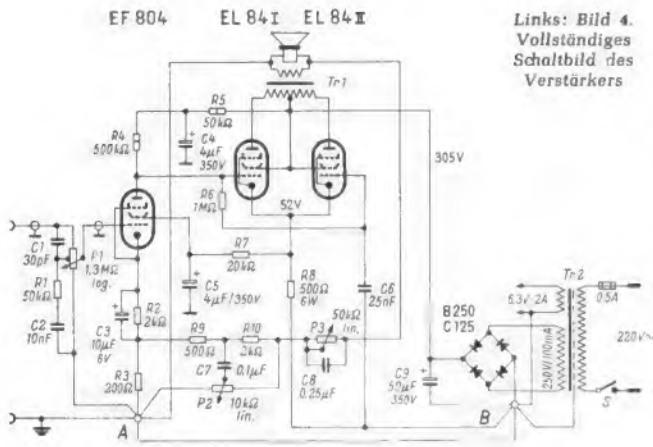 EF 804 EL 84 I EL 84 II
Links: Bild 4.
Vollständiges
Schaltbild des
Verstärkers
Tr1
R5
50kΩ
R4
500kΩ
C4
4µF
350V
305V
R6
1MΩ
52V
C1
30pF
P1
1,3MΩ
log.
R7
20kΩ
R1
50kΩ
R8
500Ω
6W
C6
25nF
C5
4µF/350V
R2
2kΩ
C2
10nF
C3
10µF
6V
R9
500Ω
R10
2kΩ
P3
50kΩ
lin.
C7
0,1µF
C8
0,25µF
R3
200Ω
P2
10kΩ
lin.
A
B250
C125
C9
50µF
350V
6,3V-2A
250V/110mA
Tr2
0,5A
220V~
S
B